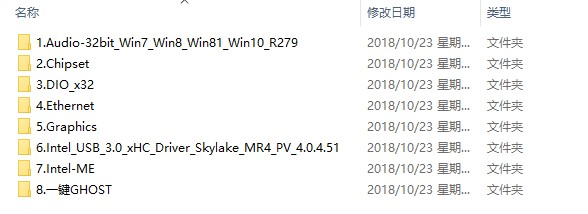 名称 修改日期 类型
1.Audio-32bit_Win7_Win8_Win81_Win10_R279 2018/10/23 星期... 文件夹
2.Chipset 2018/10/23 星期... 文件夹
3.DIO_x32 2018/10/23 星期... 文件夹
4.Ethernet 2018/10/23 星期... 文件夹
5.Graphics 2018/10/23 星期... 文件夹
6.Intel_USB_3.0_xHC_Driver_Skylake_MR4_PV_4.0.4.51 2018/10/23 星期... 文件夹
7.Intel-ME 2018/10/23 星期... 文件夹
8.一键GHOST 2018/10/23 星期... 文件夹